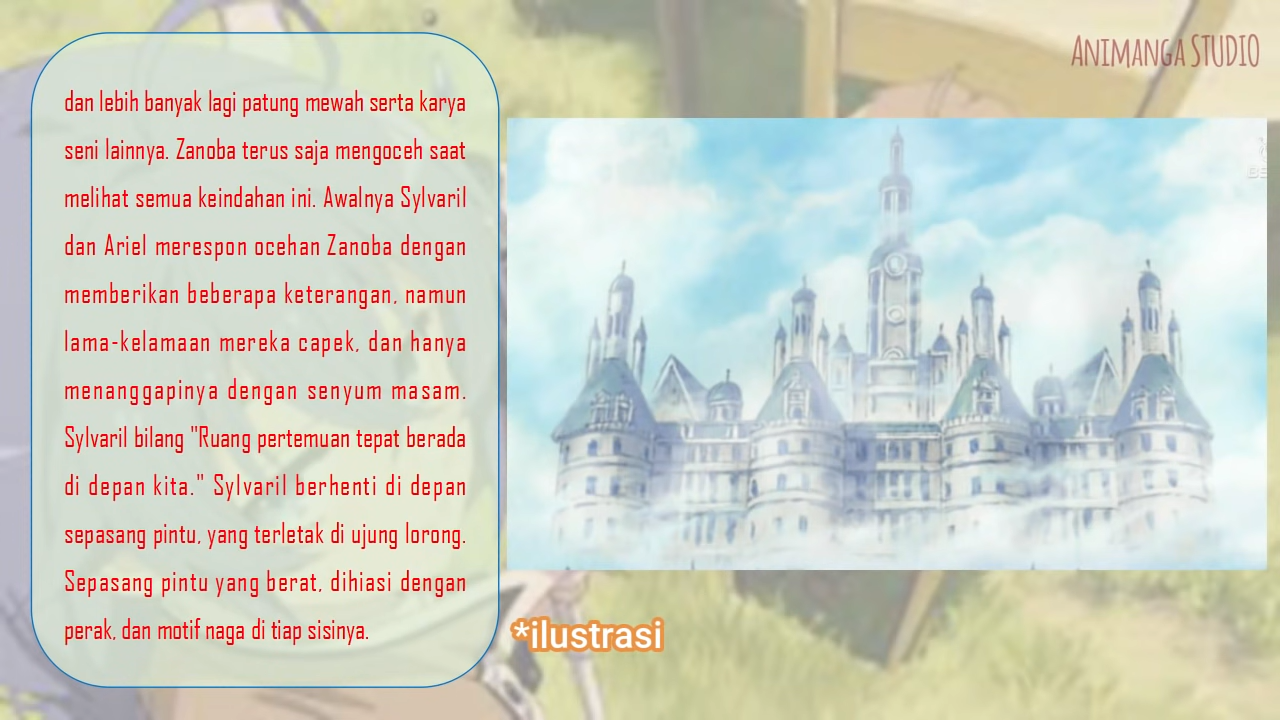 ANIMANGA STUDIO
dan lebih banyak lagi patung mewah serta karya
seni lainnya. Zanoba terus saja mengoceh saat
melihat semua keindahan ini. Awalnya Sylvaril
dan Ariel merespon ocehan Zanoba dengan
memberikan beberapa keterangan, namun
lama-kelamaan mereka capek, dan hanya
menanggapinya dengan senyum masam.
Sylvaril bilang "Ruang pertemuan tepat berada
di depan kita." Sylvaril berhenti di depan
sepasang pintu, yang terletak di ujung lorong.
Sepasang pintu yang berat, dihiasi dengan
perak, dan motif naga di tiap sisinya.
*ilustrasi